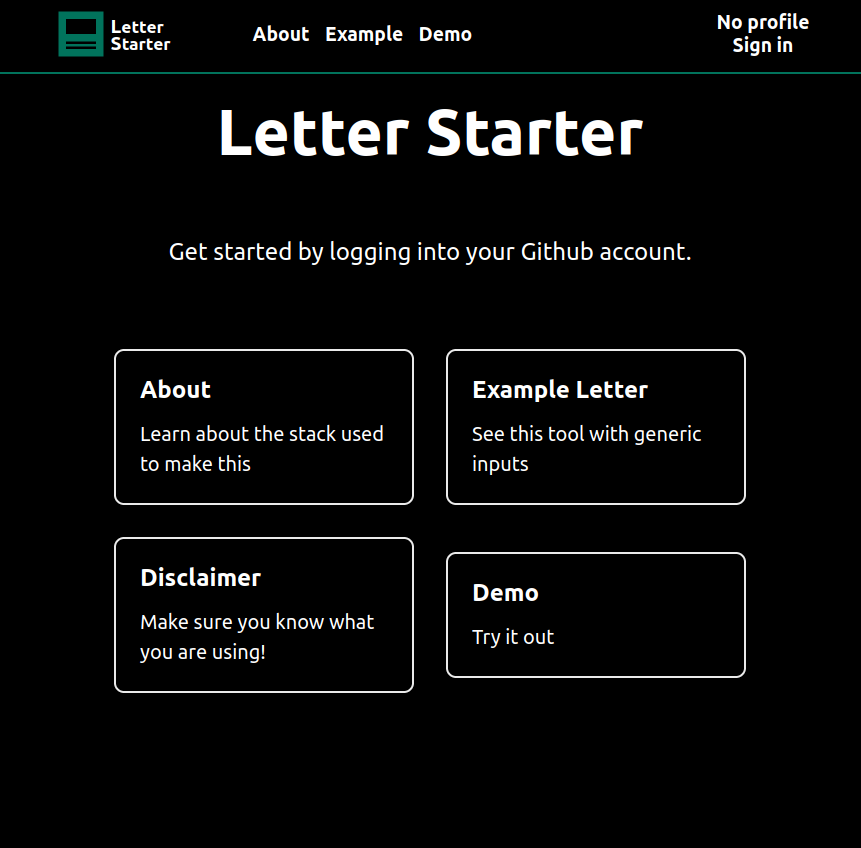 Letter
Starter
About Example Demo
No profile
Sign in
Letter Starter
Get started by logging into your Github account.
About
Learn about the stack used
to make this
Example Letter
See this tool with generic
inputs
Disclaimer
Make sure you know what
you are using!
Demo
Try it out